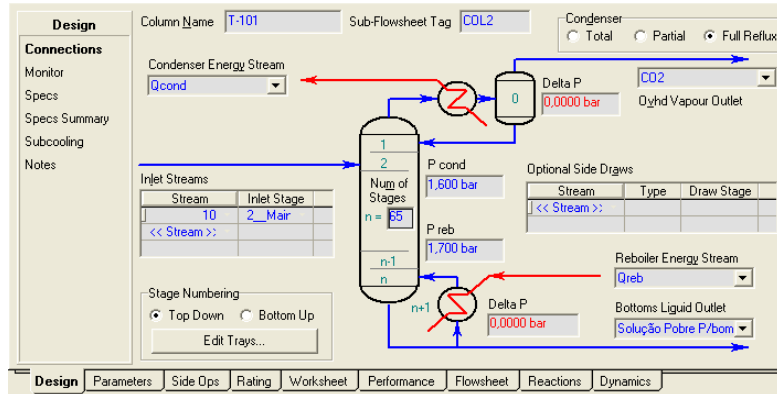 Design
Connections
Monitor
Specs
Specs Summary
Subcooling
Notes
Column Name T-101 Sub-Flowsheet Tag COL2
Condenser
Total Partial Full Reflux
Condenser Energy Stream
Qcond
Delta P
0,0000 bar
0
CO2
Ovhd Vapour Outlet
1
2
Num of
Stages
n = 65
n-1
n
n+1
P cond
1,600 bar
P reb
1,700 bar
Inlet Streams
Stream Inlet Stage
10 2__Mair
<< Stream >>
Optional Side Draws
Stream Type Draw Stage
<< Stream >>
Stage Numbering
Top Down Bottom Up
Edit Trays...
Delta P
0,0000 bar
Reboiler Energy Stream
Qreb
Bottoms Liquid Outlet
Solução Pobre P/bom
Design Parameters Side Ops Rating Worksheet Performance Flowsheet Reactions Dynamics